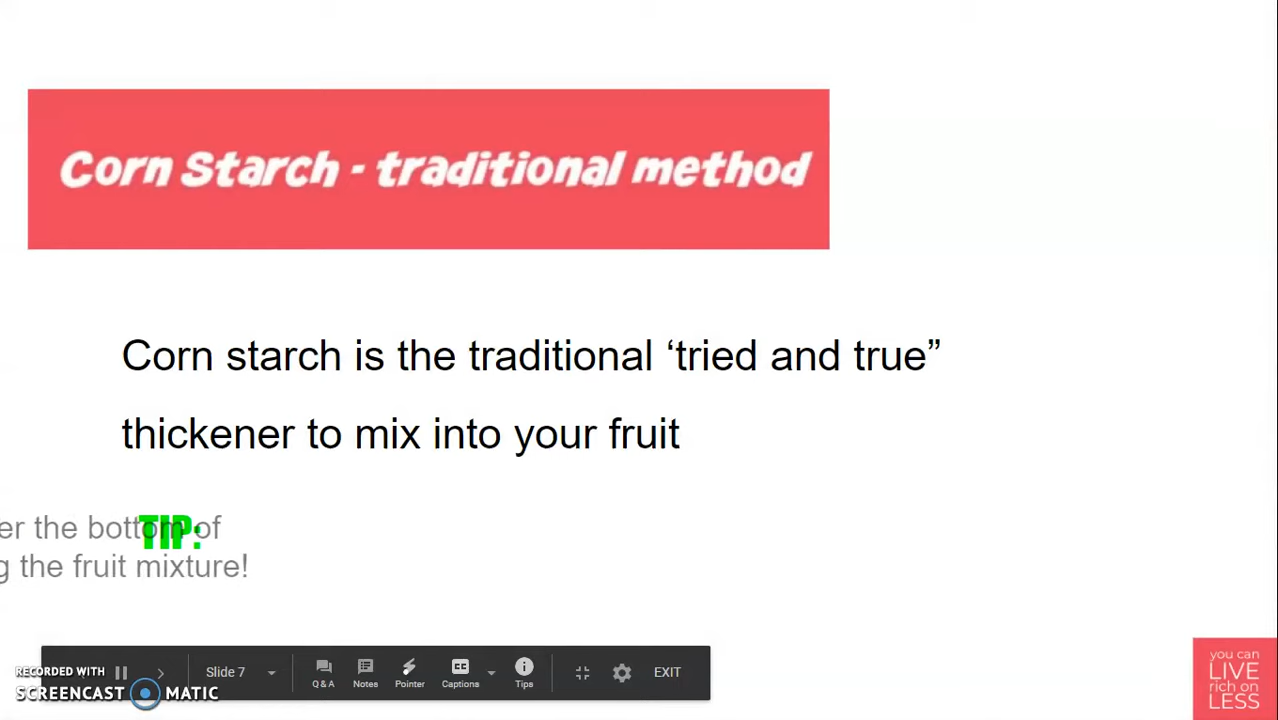 Corn Starch - traditional method
Corn starch is the traditional ‘tried and true”
thickener to mix into your fruit
TIP:
the bottom of
the fruit mixture!
RECORDED WITH
SCREENCAST MATIC
Slide 7
Q & A
Notes
Pointer
CC
Captions
Tips
EXIT
you can
LIVE
rich on
LESS